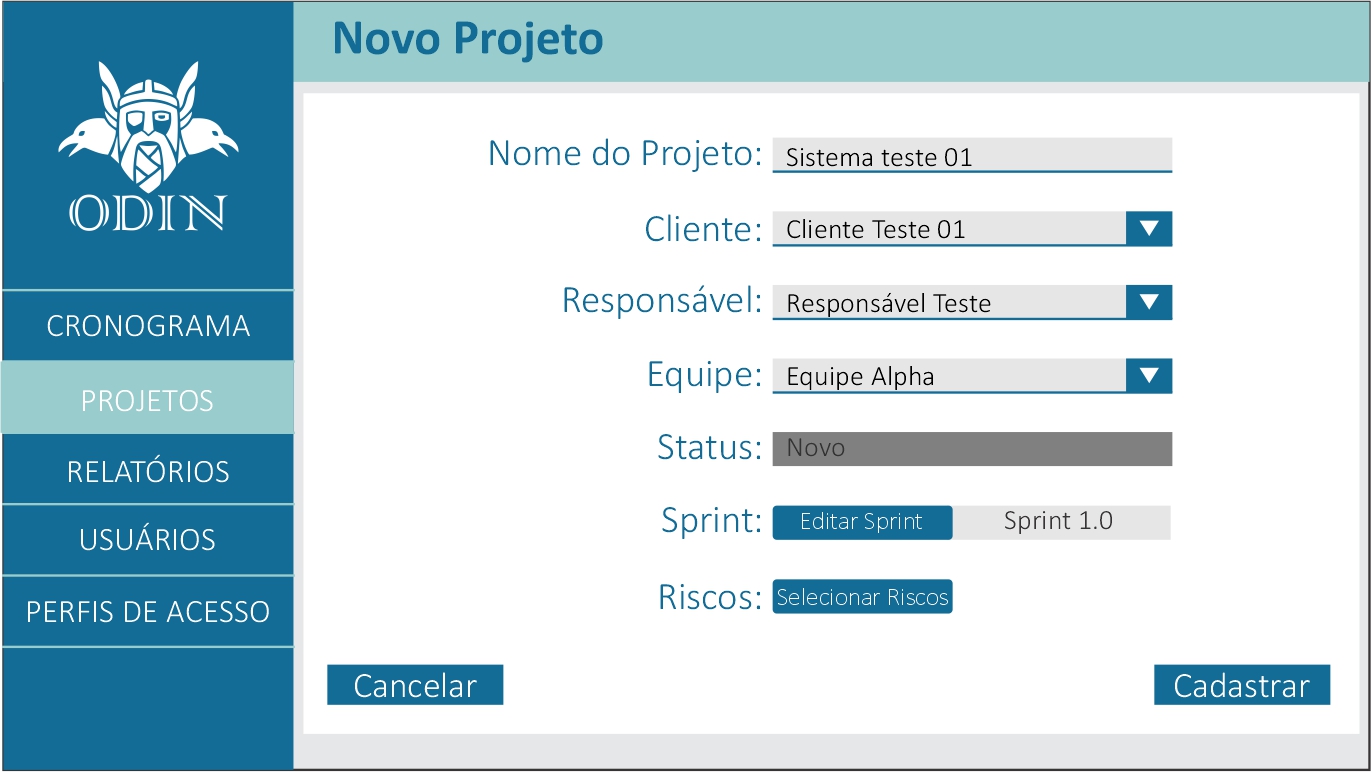 ODIN
CRONOGRAMA
PROJETOS
RELATÓRIOS
USUÁRIOS
PERFIS DE ACESSO
Novo Projeto
Nome do Projeto: Sistema teste 01
Cliente: Cliente Teste 01
Responsável: Responsável Teste
Equipe: Equipe Alpha
Status: Novo
Sprint: Editar Sprint Sprint 1.0
Riscos: Selecionar Riscos
Cancelar Cadastrar